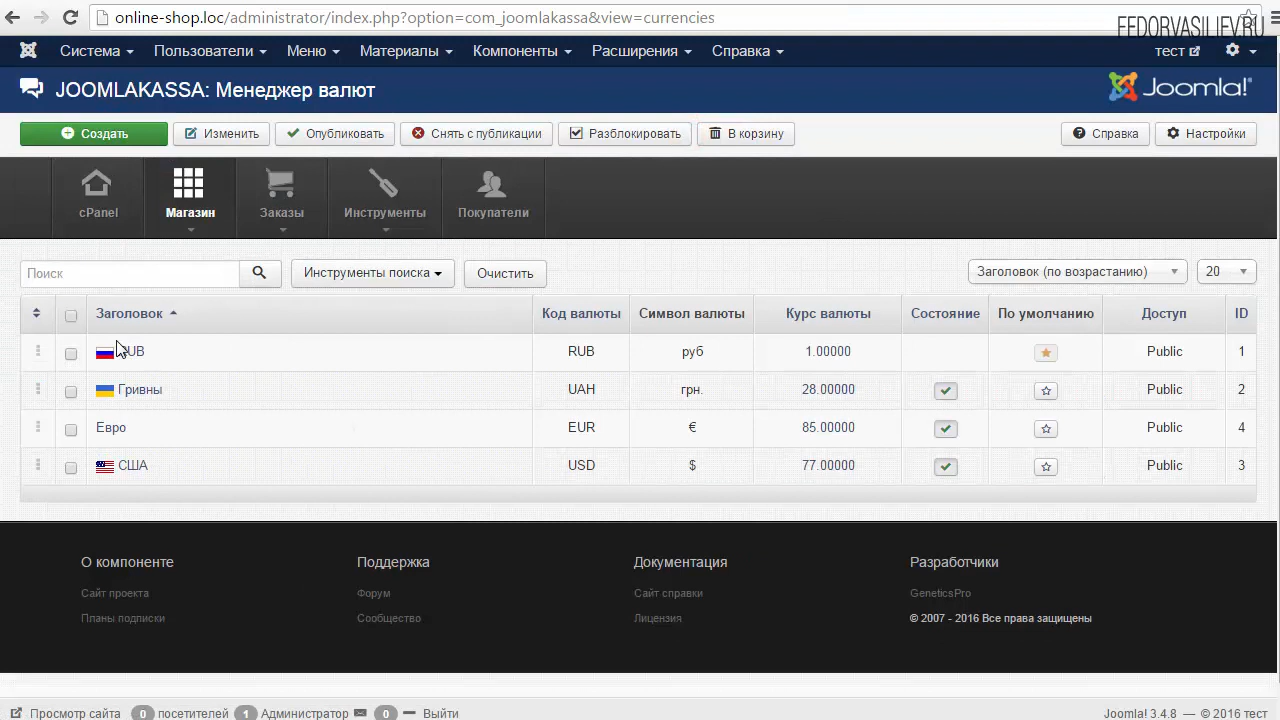 online-shop.loc/administrator/index.php?option=com_joomlakassa&view=currencies
FEDORVASILIEV.RU
Система Пользователи Меню Материалы Компоненты Расширения Справка тест
JOOMLAKASSA: Менеджер валют Joomla!
Создать Изменить Опубликовать Снять с публикации Разблокировать В корзину Справка Настройки
cPanel Магазин Заказы Инструменты Покупатели
Поиск Инструменты поиска Очистить Заголовок (по возрастанию) 20
Заголовок Код валюты Символ валюты Курс валюты Состояние По умолчанию Доступ ID
RUB RUB руб 1.00000 Public 1
Гривны UAH грн. 28.00000 Public 2
Евро EUR € 85.00000 Public 4
США USD $ 77.00000 Public 3
О компоненте Поддержка Документация Разработчики
Сайт проекта Форум Сайт справки GeneticsPro
Планы подписки Сообщество Лицензия © 2007 - 2016 Все права защищены
Просмотр сайта 0 посетителей 1 Администратор 0 Выйти Joomla! 3.4.8 — © 2016 тест